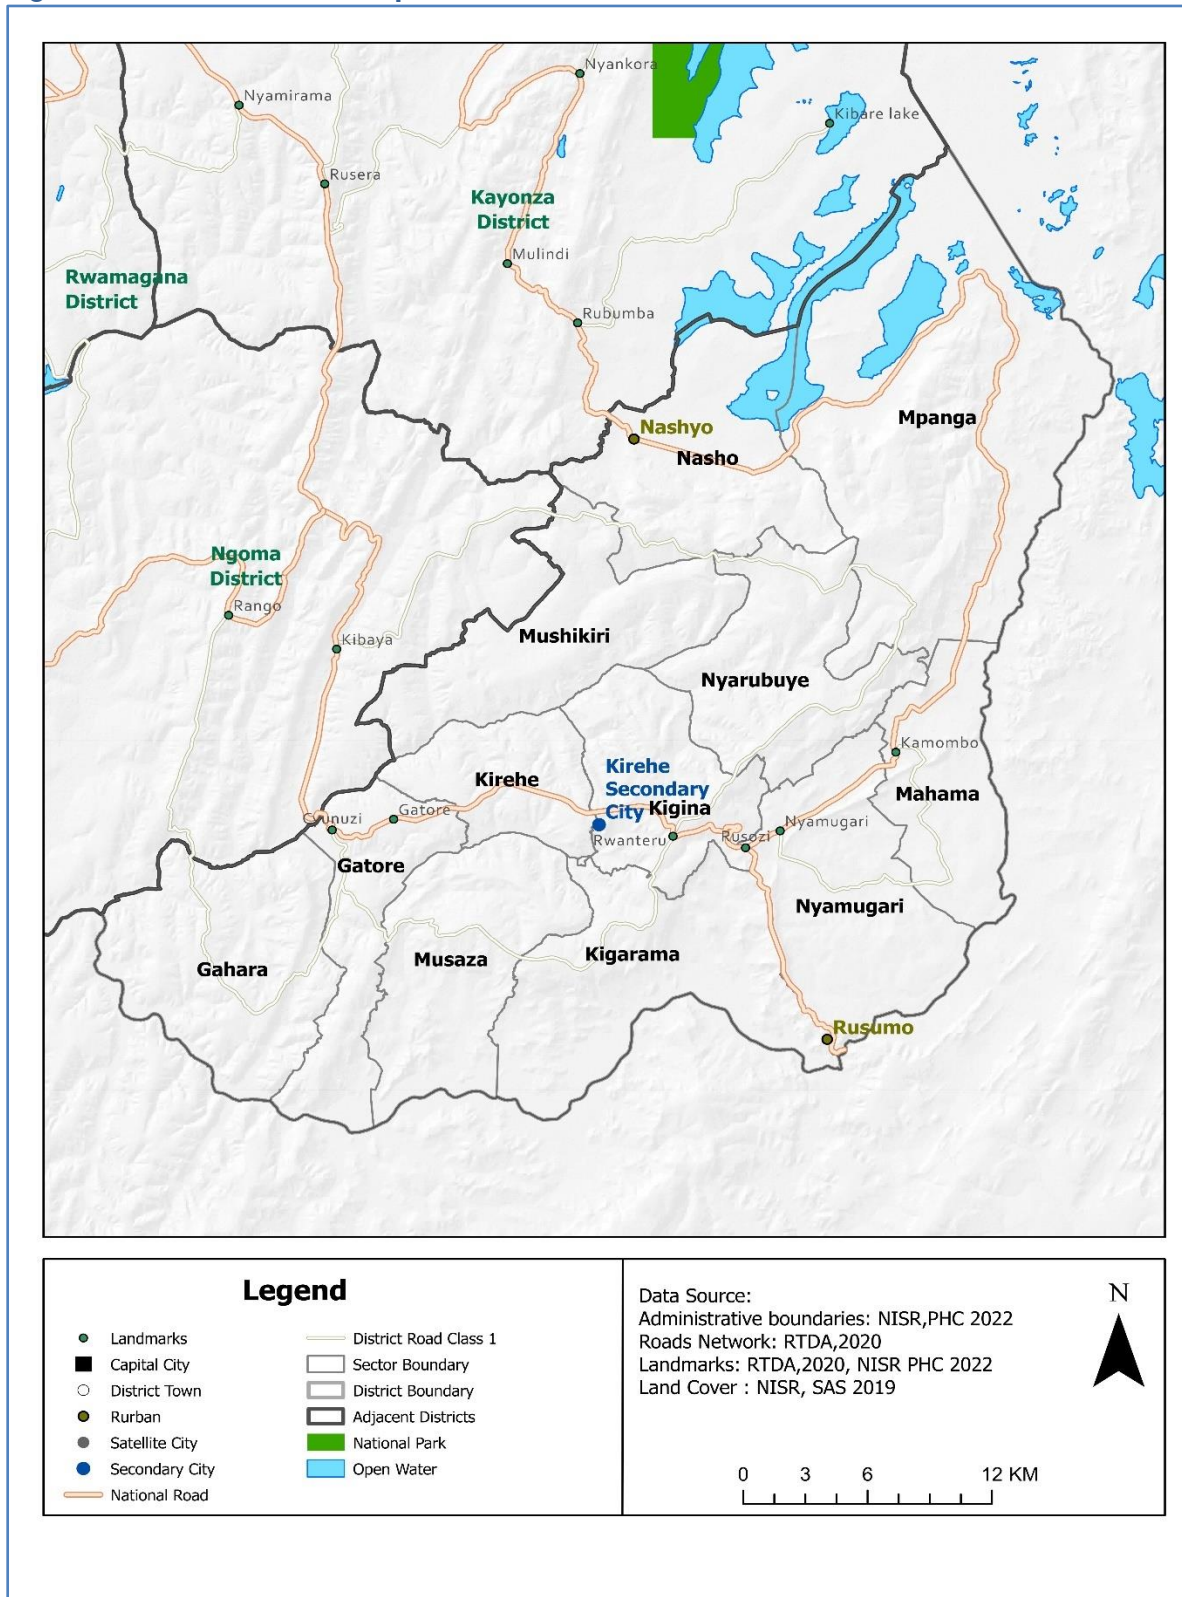 Nyankora
Nyamirama
Kibare lake
Rusera
Kayonza
District
Mulindi
Rwamagana
District
Rubumba
Nashyo
Mpanga
Nasho
Ngoma
District
Rango
Kibaya
Mushikiri
Nyarubuye
Kamombo
Kirehe
Secondary
City
Kirehe
Mahama
Kigina
Gatore
Cyunuzi
Nyamugari
Rwanteru
Rusozi
Gatore
Nyamugari
Kigarama
Musaza
Gahara
Rusumo
Legend
Landmarks
Capital City
District Town
Rurban
Satellite City
Secondary City
National Road
District Road Class 1
Sector Boundary
District Boundary
Adjacent Districts
National Park
Open Water
Data Source:
Administrative boundaries: NISR,PHC 2022
Roads Network: RTDA,2020
Landmarks: RTDA,2020, NISR PHC 2022
Land Cover : NISR, SAS 2019
N
0 3 6 12 KM